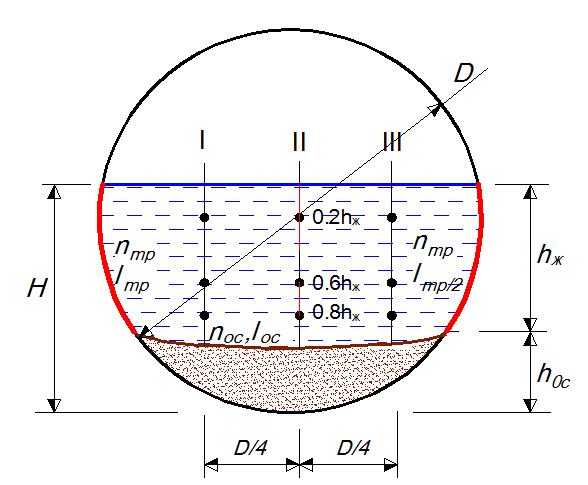 D
I II III
0.2hж
nтр
lтр
nтр
lтр/2
0.6hж
0.8hж
nос,lос
H
hж
h0с
D/4 D/4